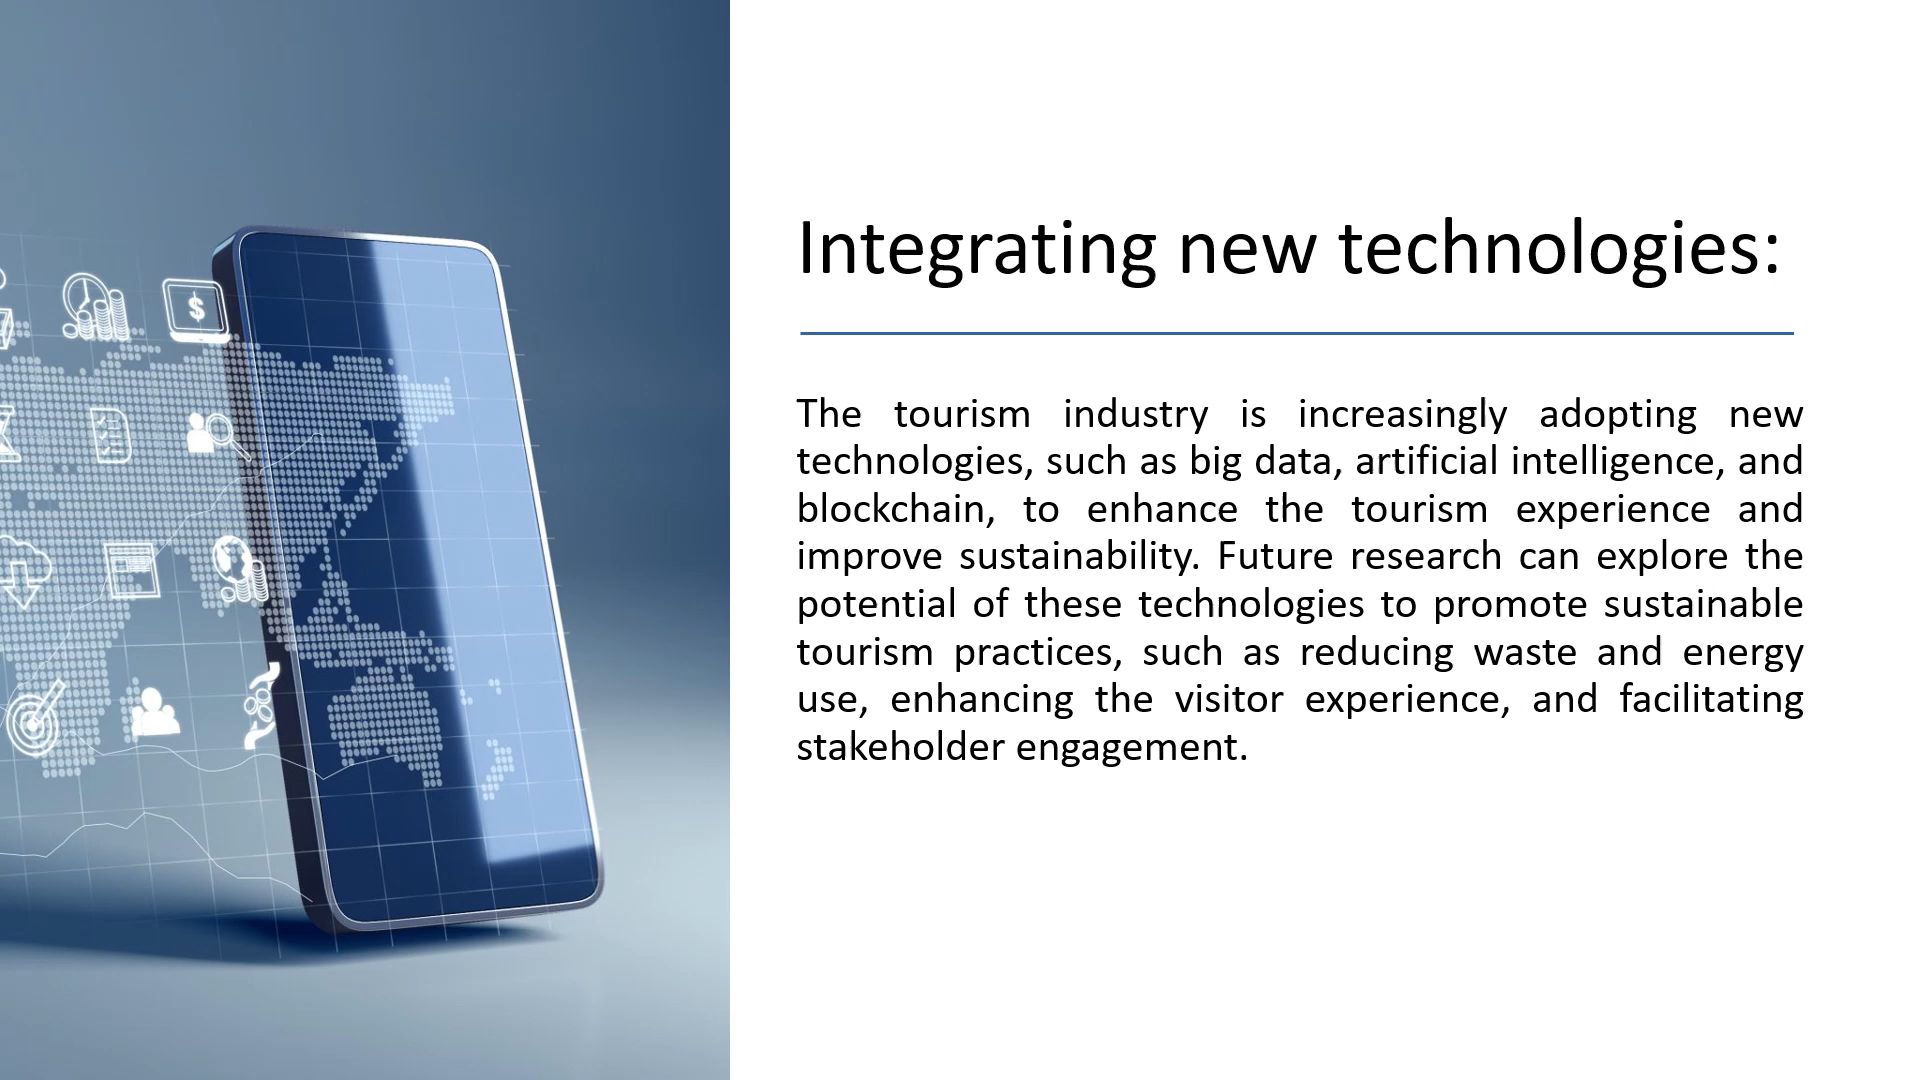 Integrating new technologies:
The tourism industry is increasingly adopting new
technologies, such as big data, artificial intelligence, and
blockchain, to enhance the tourism experience and
improve sustainability. Future research can explore the
potential of these technologies to promote sustainable
tourism practices, such as reducing waste and energy
use, enhancing the visitor experience, and facilitating
stakeholder engagement.
$